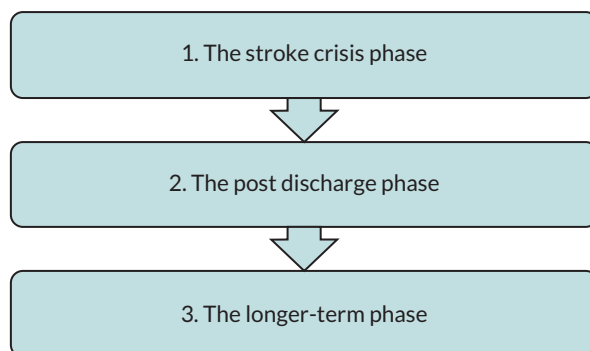 1. The stroke crisis phase
2. The post discharge phase
3. The longer-term phase